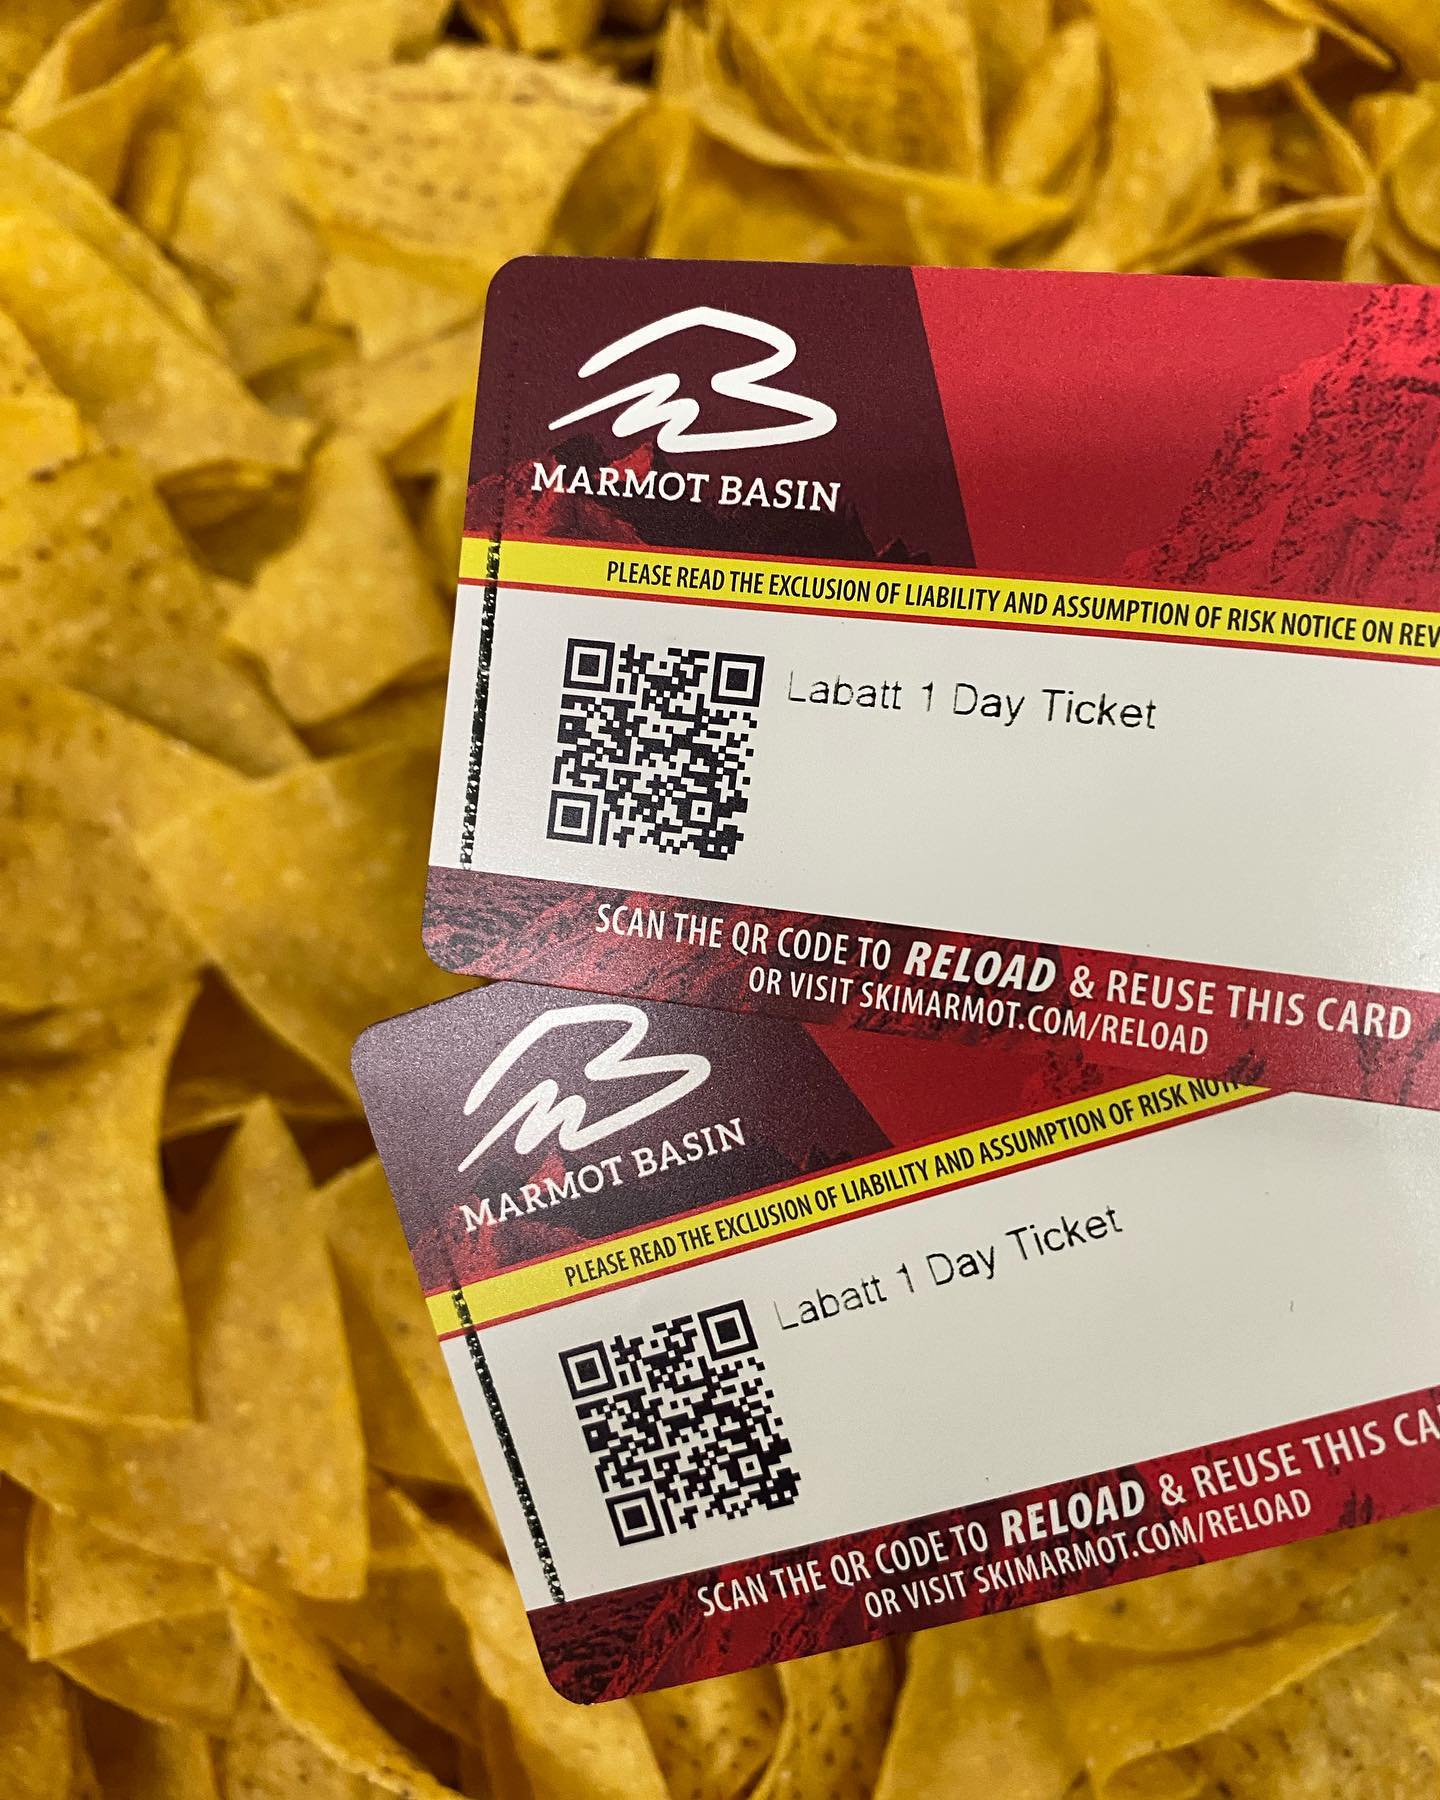 MARMOT BASIN
PLEASE READ THE EXCLUSION OF LIABILITY AND ASSUMPTION OF RISK NOTICE ON REV
Labatt 1 Day Ticket
SCAN THE QR CODE TO RELOAD & REUSE THIS CARD
OR VISIT SKIMARMOT.COM/RELOAD
MARMOT BASIN
PLEASE READ THE EXCLUSION OF LIABILITY AND ASSUMPTION OF RISK
Labatt 1 Day Ticket
SCAN THE QR CODE TO RELOAD & REUSE THIS CA
OR VISIT SKIMARMOT.COM/RELOAD